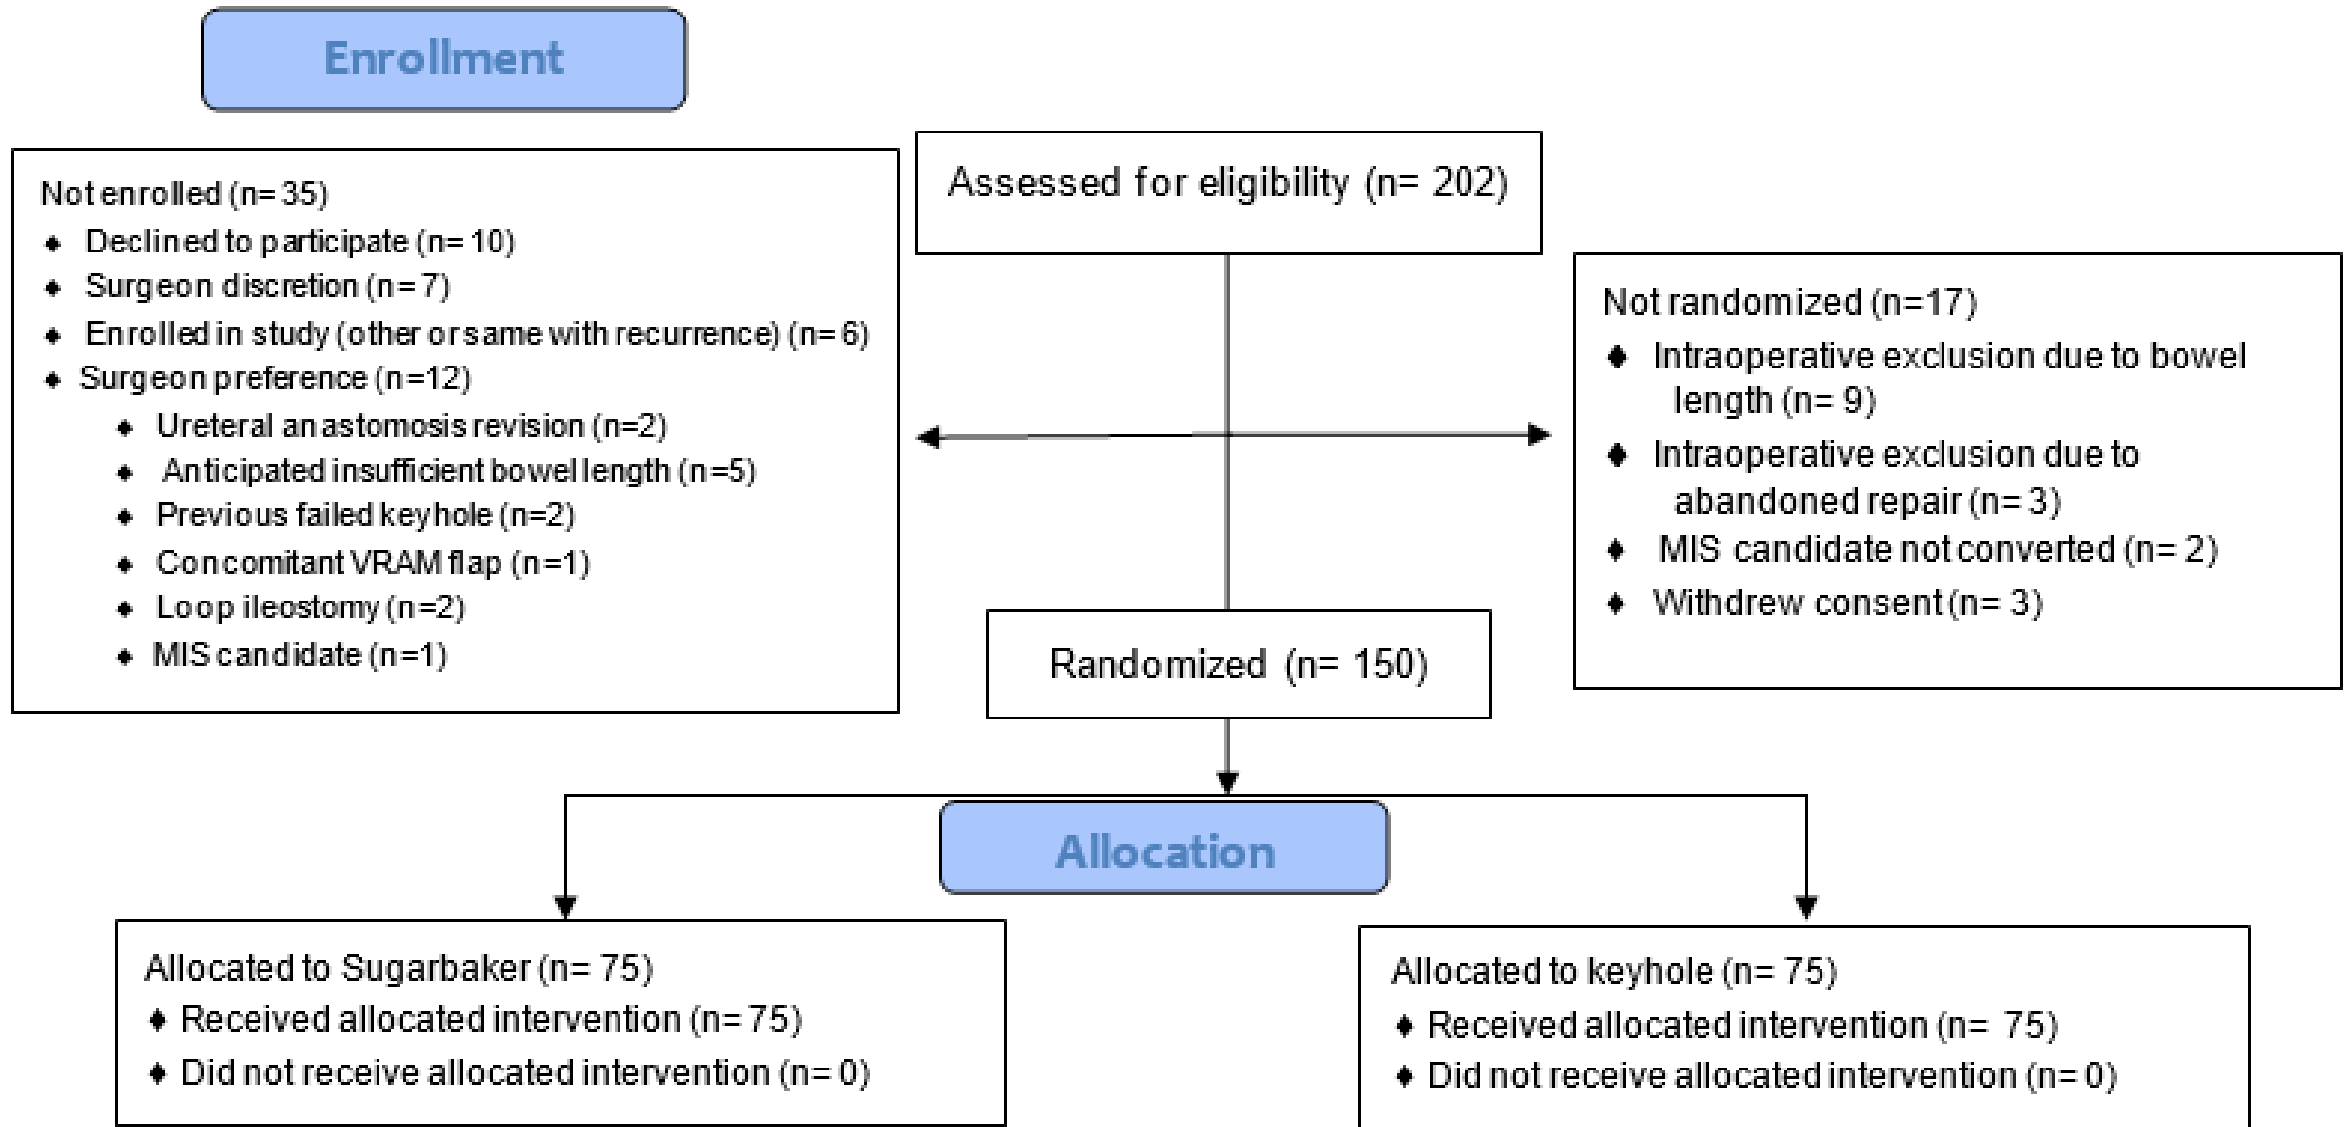 Enrollment
Assessed for eligibility (n= 202)
Not enrolled (n= 35)
♦ Declined to participate (n= 10)
♦ Surgeon discretion (n= 7)
♦ Enrolled in study (other or same with recurrence) (n= 6)
♦ Surgeon preference (n=12)
♦ Ureteral anastomosis revision (n=2)
♦ Anticipated insufficient bowel length (n=5)
♦ Previous failed keyhole (n=2)
♦ Concomitant VRAM flap (n=1)
♦ Loop ileostomy (n=2)
♦ MIS candidate (n=1)
Not randomized (n=17)
♦ Intraoperative exclusion due to bowel
length (n= 9)
♦ Intraoperative exclusion due to
abandoned repair (n= 3)
♦ MIS candidate not converted (n= 2)
♦ Withdrew consent (n= 3)
Randomized (n= 150)
Allocation
Allocated to Sugarbaker (n= 75)
♦ Received allocated intervention (n= 75)
♦ Did not receive allocated intervention (n= 0)
Allocated to keyhole (n= 75)
♦ Received allocated intervention (n= 75)
♦ Did not receive allocated intervention (n= 0)